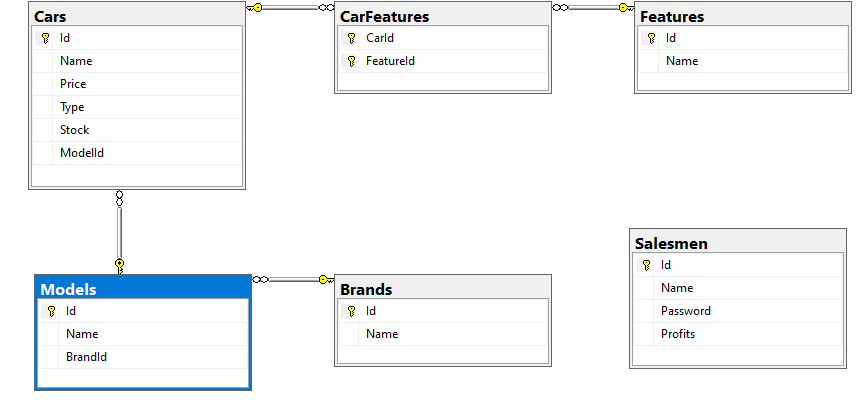 Cars
Id
Name
Price
Type
Stock
ModelId
CarFeatures
CarId
FeatureId
Features
Id
Name
Models
Id
Name
BrandId
Brands
Id
Name
Salesmen
Id
Name
Password
Profits